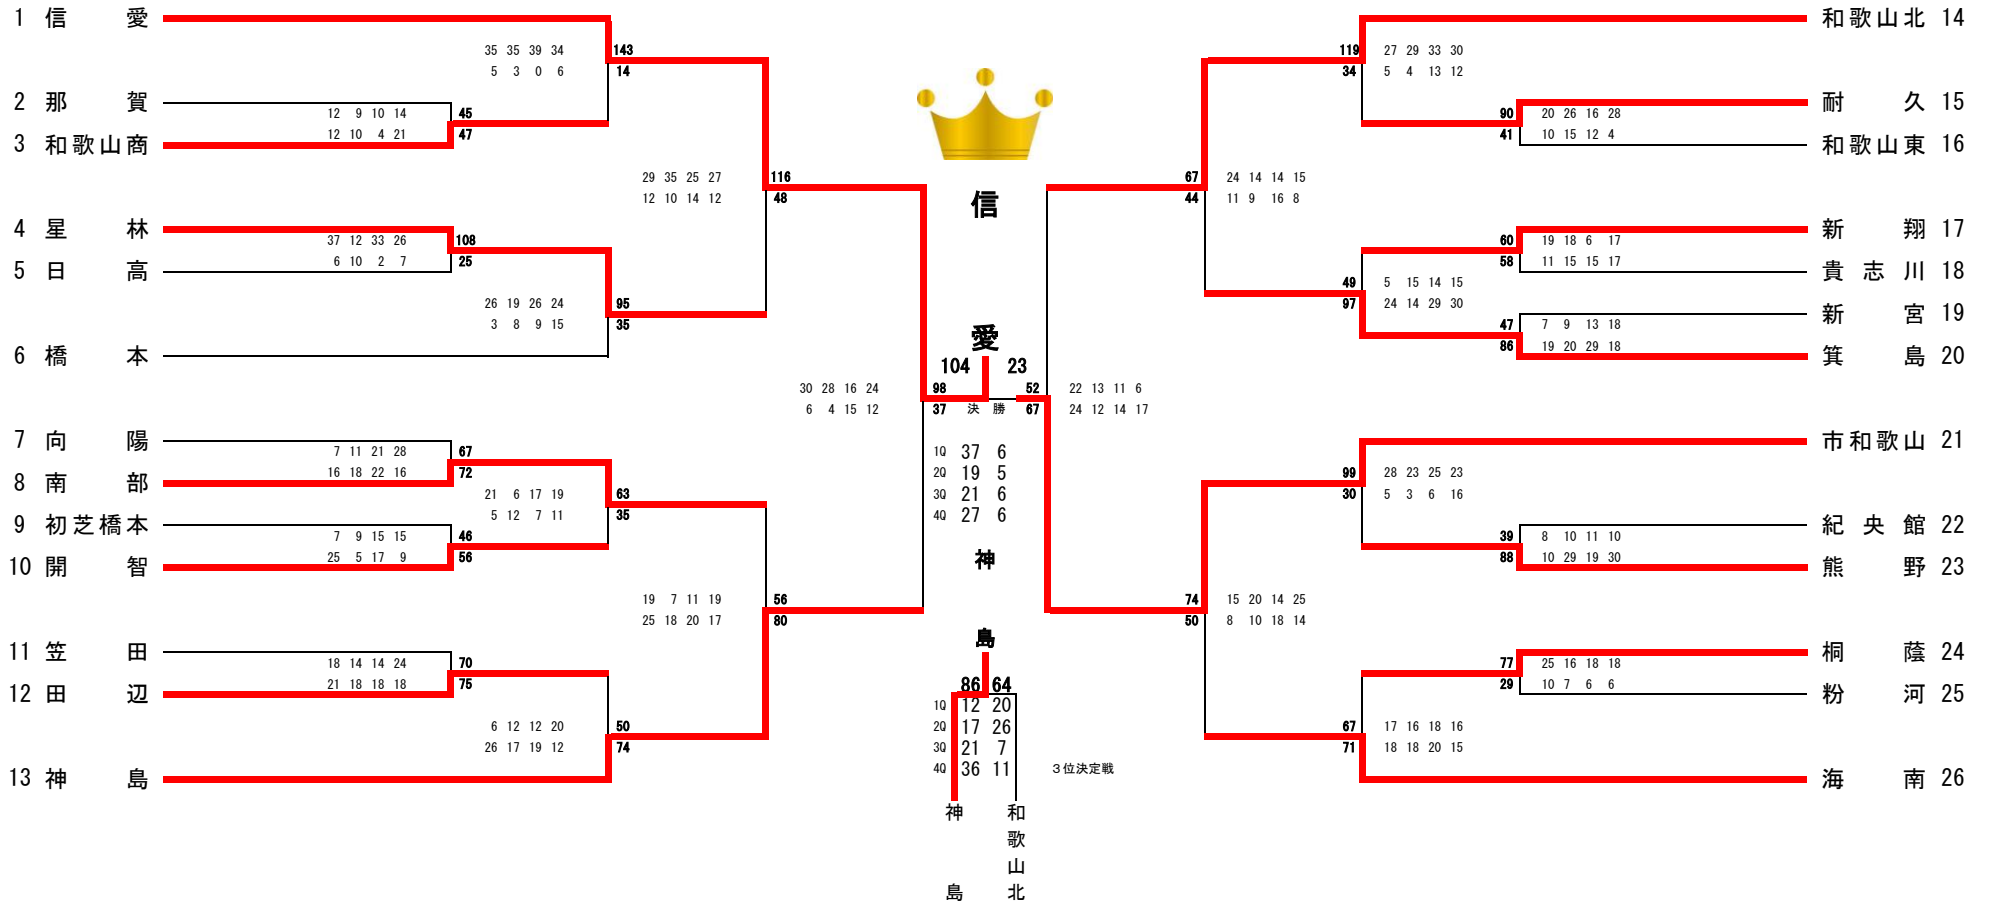 1 信愛
35 35 39 34 143
5 3 0 6 14
2 那賀
12 9 10 14 45
12 10 4 21 47
3 和歌山商
29 35 25 27 116
12 10 14 12 48
4 星林
37 12 33 26 108
6 10 2 7 25
5 日高
26 19 26 24 95
3 8 9 15 35
6 橋本
30 28 16 24 98
6 4 15 12 37
7 向陽
7 11 21 28 67
16 18 22 16 72
8 南部
21 6 17 19 63
5 12 7 11 35
9 初芝橋本
7 9 15 15 46
25 5 17 9 56
10 開智
19 7 11 19 56
25 18 20 17 80
11 笠田
18 14 14 24 70
21 18 18 18 75
12 田辺
6 12 12 20 50
26 17 19 12 74
13 神島
信
愛
104 23
決勝
1Q 37 6
2Q 19 5
3Q 21 6
4Q 27 6
神
島
86 64
1Q 12 20
2Q 17 26
3Q 21 7
4Q 36 11
3位決定戦
神島
和歌山北
和歌山北 14
119 27 29 33 30
34 5 4 13 12
耐久 15
90 20 26 16 28
41 10 15 12 4
和歌山東 16
67 24 14 14 15
44 11 9 16 8
新翔 17
60 19 18 6 17
58 11 15 15 17
貴志川 18
49 5 15 14 15
97 24 14 29 30
新宮 19
47 7 9 13 18
86 19 20 29 18
箕島 20
52 22 13 11 6
67 24 12 14 17
市和歌山 21
99 28 23 25 23
30 5 3 6 16
紀央館 22
39 8 10 11 10
88 10 29 19 30
熊野 23
74 15 20 14 25
50 8 10 18 14
桐蔭 24
77 25 16 18 18
29 10 7 6 6
粉河 25
67 17 16 18 16
71 18 18 20 15
海南 26